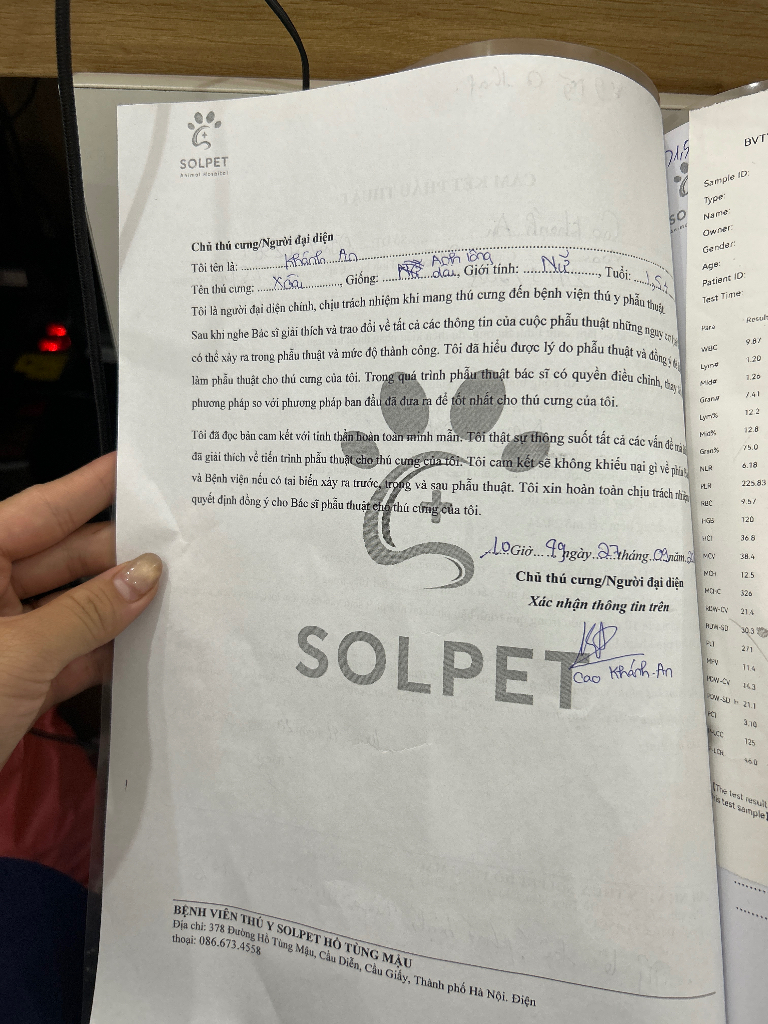 SOLPET
Animal Hospital
Chủ thú cưng/Người đại diện
Tôi tên là: Khánh An
Tên thú cưng: Xoài, Giống: Anh lông dài, Giới tính: Nữ, Tuổi: 1,5
Tôi là người đại diện chính, chịu trách nhiệm khi mang thú cưng đến bệnh viện thú y phẫu thuật.
Sau khi nghe Bác sĩ giải thích và trao đổi về tất cả các thông tin của cuộc phẫu thuật những nguy cơ
có thể xảy ra trong phẫu thuật và mức độ thành công. Tôi đã hiểu được lý do phẫu thuật và đồng ý để
làm phẫu thuật cho thú cưng của tôi. Trong quá trình phẫu thuật bác sĩ có quyền điều chỉnh, thay
phương pháp so với phương pháp ban đầu đã đưa ra để tốt nhất cho thú cưng của tôi.
Tôi đã đọc bản cam kết với tinh thần hoàn toàn minh mẫn. Tôi thật sự thông suốt tất cả các vấn đề mà
đã giải thích về tiến trình phẫu thuật cho thú cưng của tôi. Tôi cam kết sẽ không khiếu nại gì về phía
và Bệnh viện nếu có tai biến xảy ra trước, trong và sau phẫu thuật. Tôi xin hoàn toàn chịu trách nhiệm
quyết định đồng ý cho Bác sĩ phẫu thuật cho thú cưng của tôi.
10 Giờ 49 ngày 27 tháng 09 năm
Chủ thú cưng/Người đại diện
Xác nhận thông tin trên
Cao Khánh An
SOLPET
BỆNH VIÊN THÚ Y SOLPET HỒ TÙNG MẬU
Địa chỉ: 378 Đường Hồ Tùng Mậu, Cầu Diễn, Cầu Giấy, Thành phố Hà Nội. Điện
thoại: 086.673.4558
SO
BVT
Sample ID:
Type:
Name:
Owner:
Gender:
Age:
Patient ID:
Test Time:
Para Result
WBC 9.87
Lym# 1.20
Mid# 1.26
Gran# 7.41
Lym% 12.2
Mid% 12.8
Gran% 75.0
NLR 6.18
PLR 225.83
RBC 9.57
HGB 120
HCT 36.8
MCV 38.4
MCH 12.5
MCHC 326
RDW-CV 21.4
RDW-SD 30.3
PLT 271
MPV 11.4
PDW-CV 14.3
PDW-SD 21.1
PCT 3.10
PLCC 125
P-LCR 46.0
[The test result
is test sample]